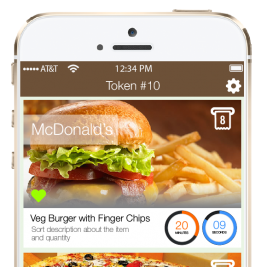 AT&T 12:34 PM
Token #10
8
McDonald's
Veg Burger with Finger Chips
Sort description about the item
and quantity
20
MINUTES
09
SECONDS